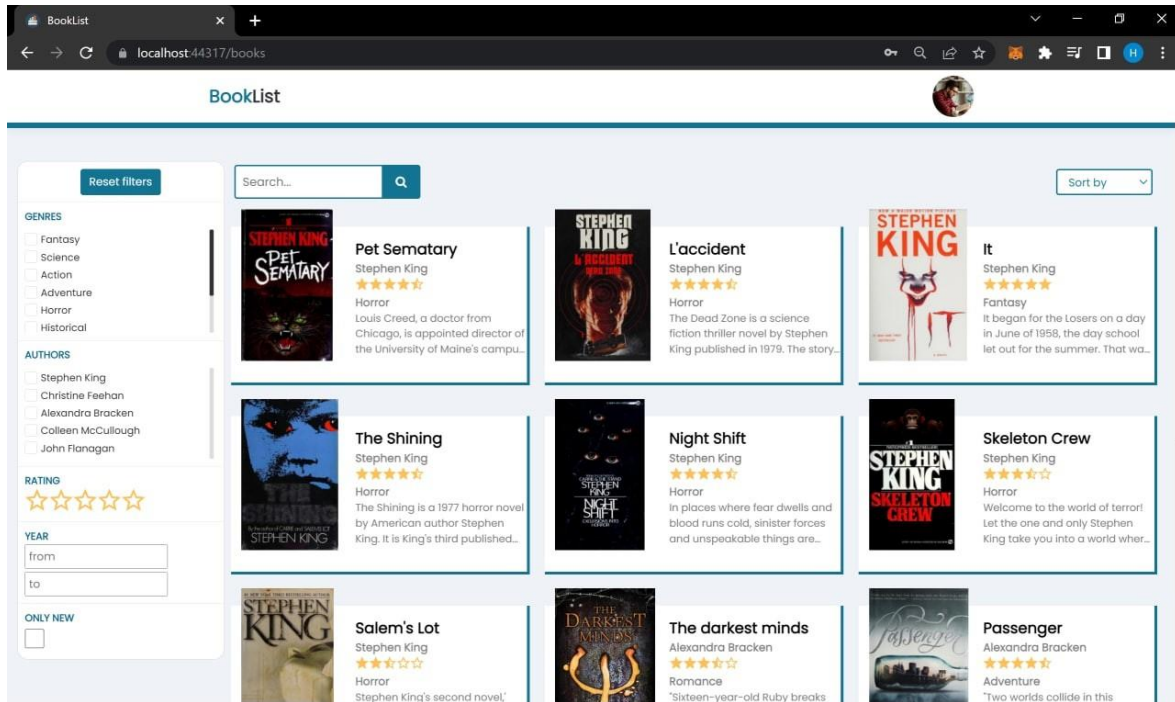 BookList
localhost:44317/books
H
BookList
Reset filters
Search...
Sort by
GENRES
Fantasy
Science
Action
Adventure
Horror
Historical
AUTHORS
Stephen King
Christine Feehan
Alexandra Bracken
Colleen McCullough
John Flanagan
RATING
YEAR
from
to
ONLY NEW
STEPHEN KING
PET
SEMATARY
Pet Sematary
Stephen King
Horror
Louis Creed, a doctor from
Chicago, is appointed director of
the University of Maine's campu...
STEPHEN
KING
L'ACCIDENT
L'accident
Stephen King
Horror
The Dead Zone is a science
fiction thriller novel by Stephen
King published in 1979. The story...
NOW A MAJOR MOTION PICTURE
STEPHEN
KING
IT
It
Stephen King
Fantasy
It began for the Losers on a day
in June of 1958, the day school
let out for the summer. That wa...
THE
SHINING
STEPHEN KING
The Shining
Stephen King
Horror
The Shining is a 1977 horror novel
by American author Stephen
King. It is King's third published...
STEPHEN
KING
NIGHT
SHIFT
EXCURSIONS INTO
HORROR
Night Shift
Stephen King
Horror
In places where fear dwells and
blood runs cold, sinister forces
and unspeakable things are...
#1
STEPHEN
KING
SKELETON
CREW
Skeleton Crew
Stephen King
Horror
Welcome to the world of terror!
Let the one and only Stephen
King take you into a world wher...
STEPHEN
KING
Salem's Lot
Stephen King
Horror
Stephen King's second novel,'
THE
DARKEST
MINDS
The darkest minds
Alexandra Bracken
Romance
"Sixteen-year-old Ruby breaks
Passenger
Passenger
Alexandra Bracken
Adventure
"Two worlds collide in this